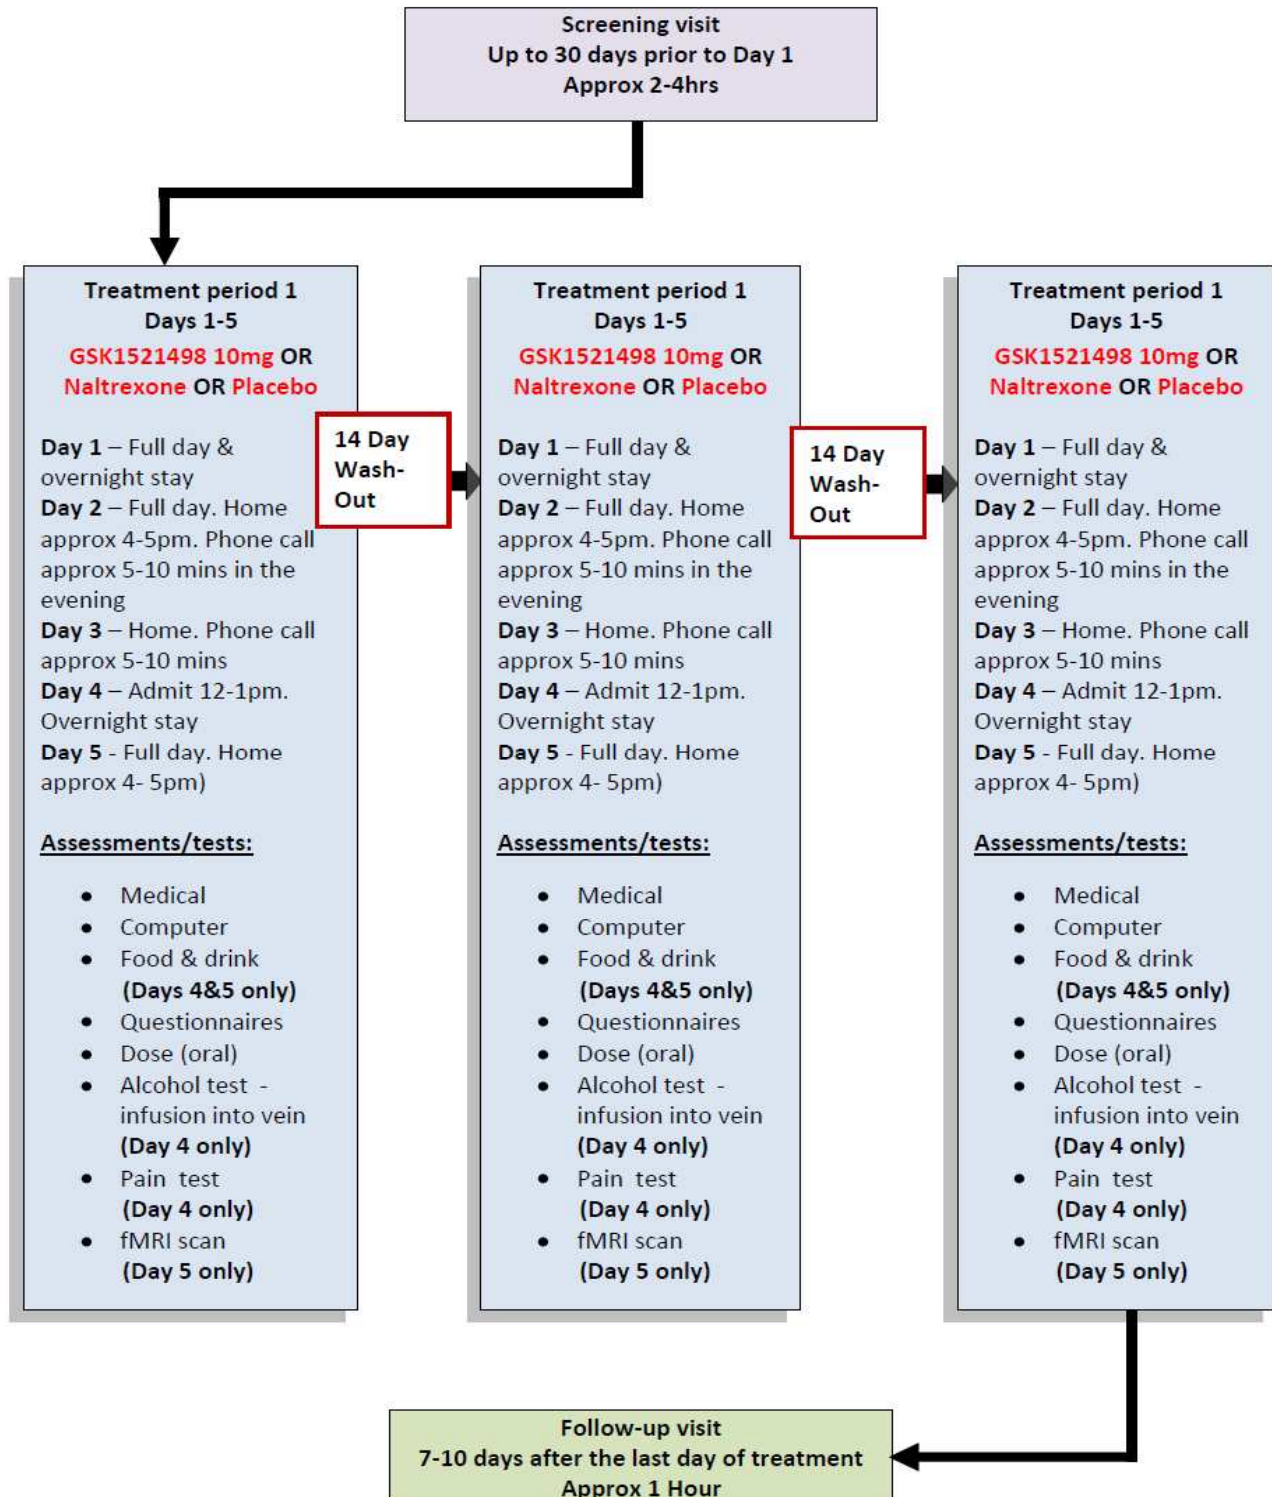 Screening visit
Up to 30 days prior to Day 1
Approx 2-4hrs
Treatment period 1
Days 1-5
GSK1521498 10mg OR
Naltrexone OR Placebo
Day 1 – Full day &
overnight stay
Day 2 – Full day. Home
approx 4-5pm. Phone call
approx 5-10 mins in the
evening
Day 3 – Home. Phone call
approx 5-10 mins
Day 4 – Admit 12-1pm.
Overnight stay
Day 5 - Full day. Home
approx 4- 5pm)
Assessments/tests:
• Medical
• Computer
• Food & drink
(Days 4&5 only)
• Questionnaires
• Dose (oral)
• Alcohol test -
infusion into vein
(Day 4 only)
• Pain test
(Day 4 only)
• fMRI scan
(Day 5 only)
14 Day
Wash-
Out
Treatment period 1
Days 1-5
GSK1521498 10mg OR
Naltrexone OR Placebo
Day 1 – Full day &
overnight stay
Day 2 – Full day. Home
approx 4-5pm. Phone call
approx 5-10 mins in the
evening
Day 3 – Home. Phone call
approx 5-10 mins
Day 4 – Admit 12-1pm.
Overnight stay
Day 5 - Full day. Home
approx 4- 5pm)
Assessments/tests:
• Medical
• Computer
• Food & drink
(Days 4&5 only)
• Questionnaires
• Dose (oral)
• Alcohol test -
infusion into vein
(Day 4 only)
• Pain test
(Day 4 only)
• fMRI scan
(Day 5 only)
14 Day
Wash-
Out
Treatment period 1
Days 1-5
GSK1521498 10mg OR
Naltrexone OR Placebo
Day 1 – Full day &
overnight stay
Day 2 – Full day. Home
approx 4-5pm. Phone call
approx 5-10 mins in the
evening
Day 3 – Home. Phone call
approx 5-10 mins
Day 4 – Admit 12-1pm.
Overnight stay
Day 5 - Full day. Home
approx 4- 5pm)
Assessments/tests:
• Medical
• Computer
• Food & drink
(Days 4&5 only)
• Questionnaires
• Dose (oral)
• Alcohol test -
infusion into vein
(Day 4 only)
• Pain test
(Day 4 only)
• fMRI scan
(Day 5 only)
Follow-up visit
7-10 days after the last day of treatment
Approx 1 Hour